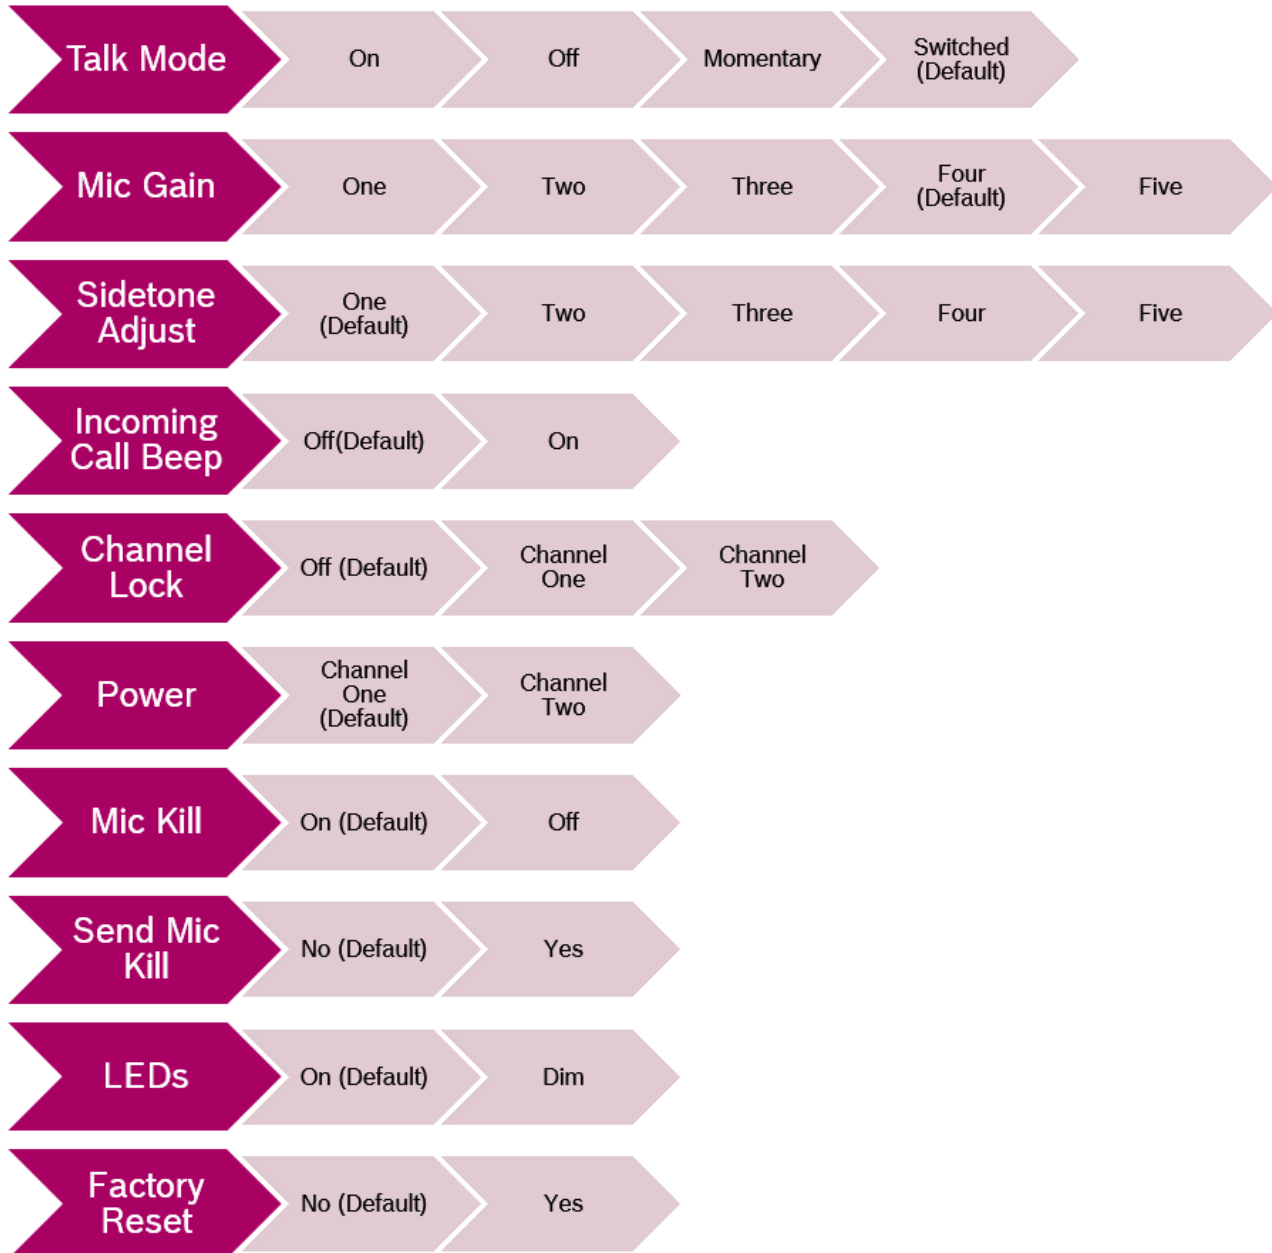 Talk Mode
On
Off
Momentary
Switched
(Default)
Mic Gain
One
Two
Three
Four
(Default)
Five
Sidetone
Adjust
One
(Default)
Two
Three
Four
Five
Incoming
Call Beep
Off(Default)
On
Channel
Lock
Off (Default)
Channel
One
Channel
Two
Power
Channel
One
(Default)
Channel
Two
Mic Kill
On (Default)
Off
Send Mic
Kill
No (Default)
Yes
LEDs
On (Default)
Dim
Factory
Reset
No (Default)
Yes